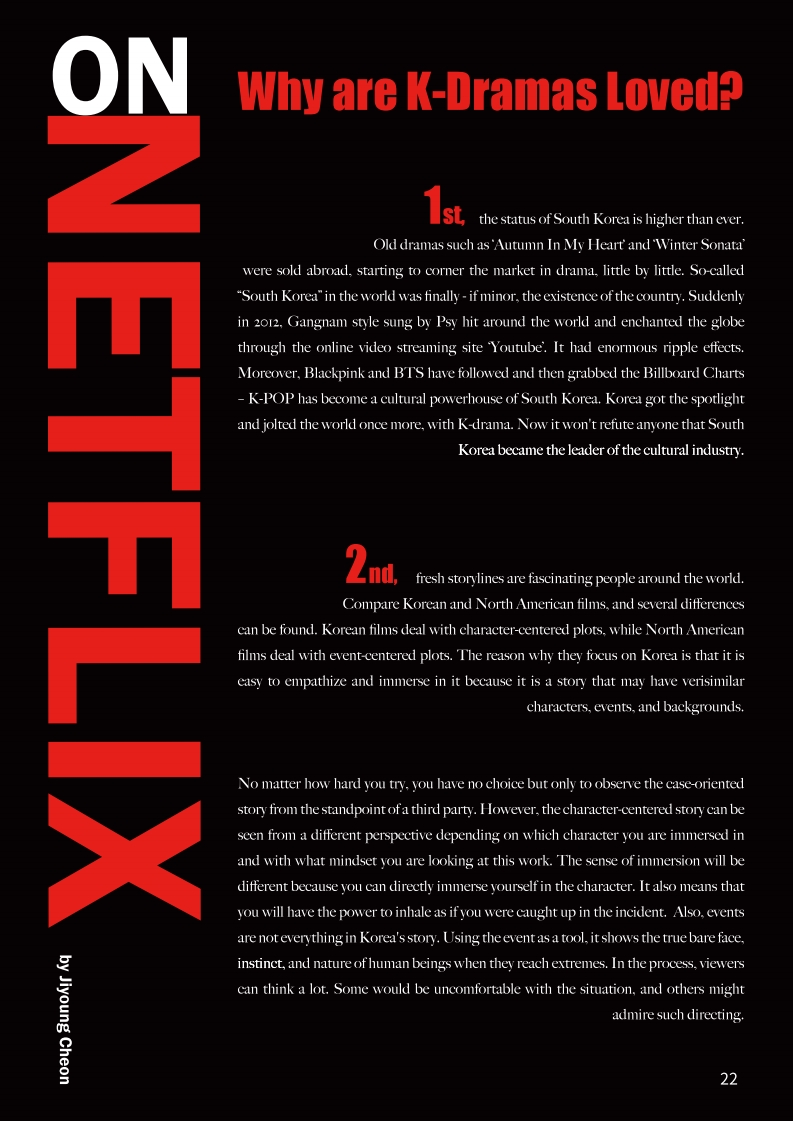 ON
NETFLIX
by Jiyoung Cheon
Why are K-Dramas Loved?
1st, the status of South Korea is higher than ever.
Old dramas such as 'Autumn In My Heart' and 'Winter Sonata'
were sold abroad, starting to corner the market in drama, little by little. So-called
“South Korea” in the world was finally - if minor, the existence of the country. Suddenly
in 2012, Gangnam style sung by Psy hit around the world and enchanted the globe
through the online video streaming site 'Youtube'. It had enormous ripple effects.
Moreover, Blackpink and BTS have followed and then grabbed the Billboard Charts
– K-POP has become a cultural powerhouse of South Korea. Korea got the spotlight
and jolted the world once more, with K-drama. Now it won't refute anyone that South
Korea became the leader of the cultural industry.
2nd, fresh storylines are fascinating people around the world.
Compare Korean and North American films, and several differences
can be found. Korean films deal with character-centered plots, while North American
films deal with event-centered plots. The reason why they focus on Korea is that it is
easy to empathize and immerse in it because it is a story that may have verisimilar
characters, events, and backgrounds.
No matter how hard you try, you have no choice but only to observe the case-oriented
story from the standpoint of a third party. However, the character-centered story can be
seen from a different perspective depending on which character you are immersed in
and with what mindset you are looking at this work. The sense of immersion will be
different because you can directly immerse yourself in the character. It also means that
you will have the power to inhale as if you were caught up in the incident. Also, events
are not everything in Korea's story. Using the event as a tool, it shows the true bare face,
instinct, and nature of human beings when they reach extremes. In the process, viewers
can think a lot. Some would be uncomfortable with the situation, and others might
admire such directing.
22